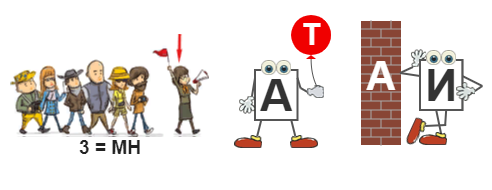 3 = МН
Т
А
А
И